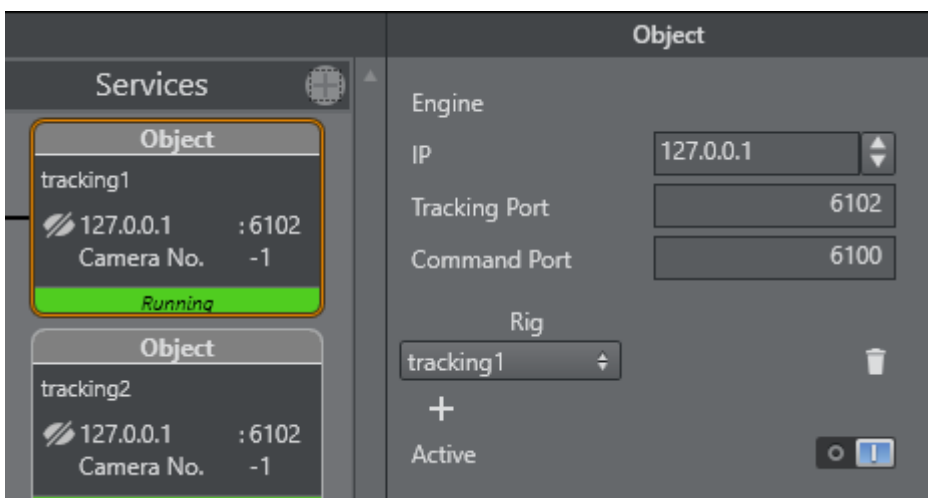 Services
Object
tracking1
127.0.0.1 :6102
Camera No. -1
Running
Object
tracking2
127.0.0.1 :6102
Camera No. -1
Object
Engine
IP 127.0.0.1
Tracking Port 6102
Command Port 6100
Rig
tracking1
Active